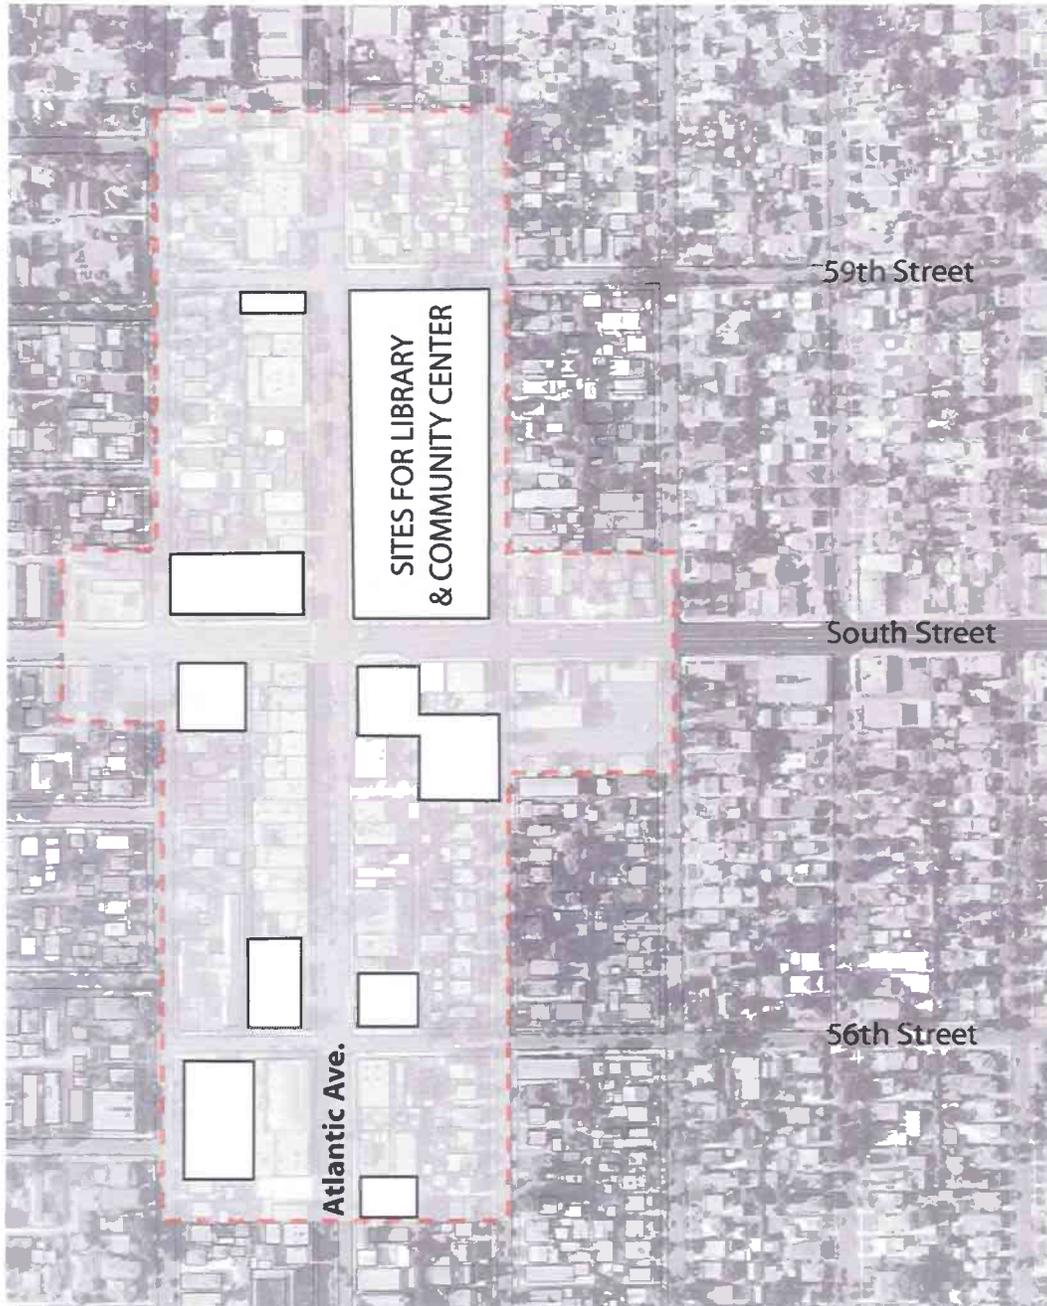 59th Street
SITES FOR LIBRARY
& COMMUNITY CENTER
South Street
56th Street
Atlantic Ave.